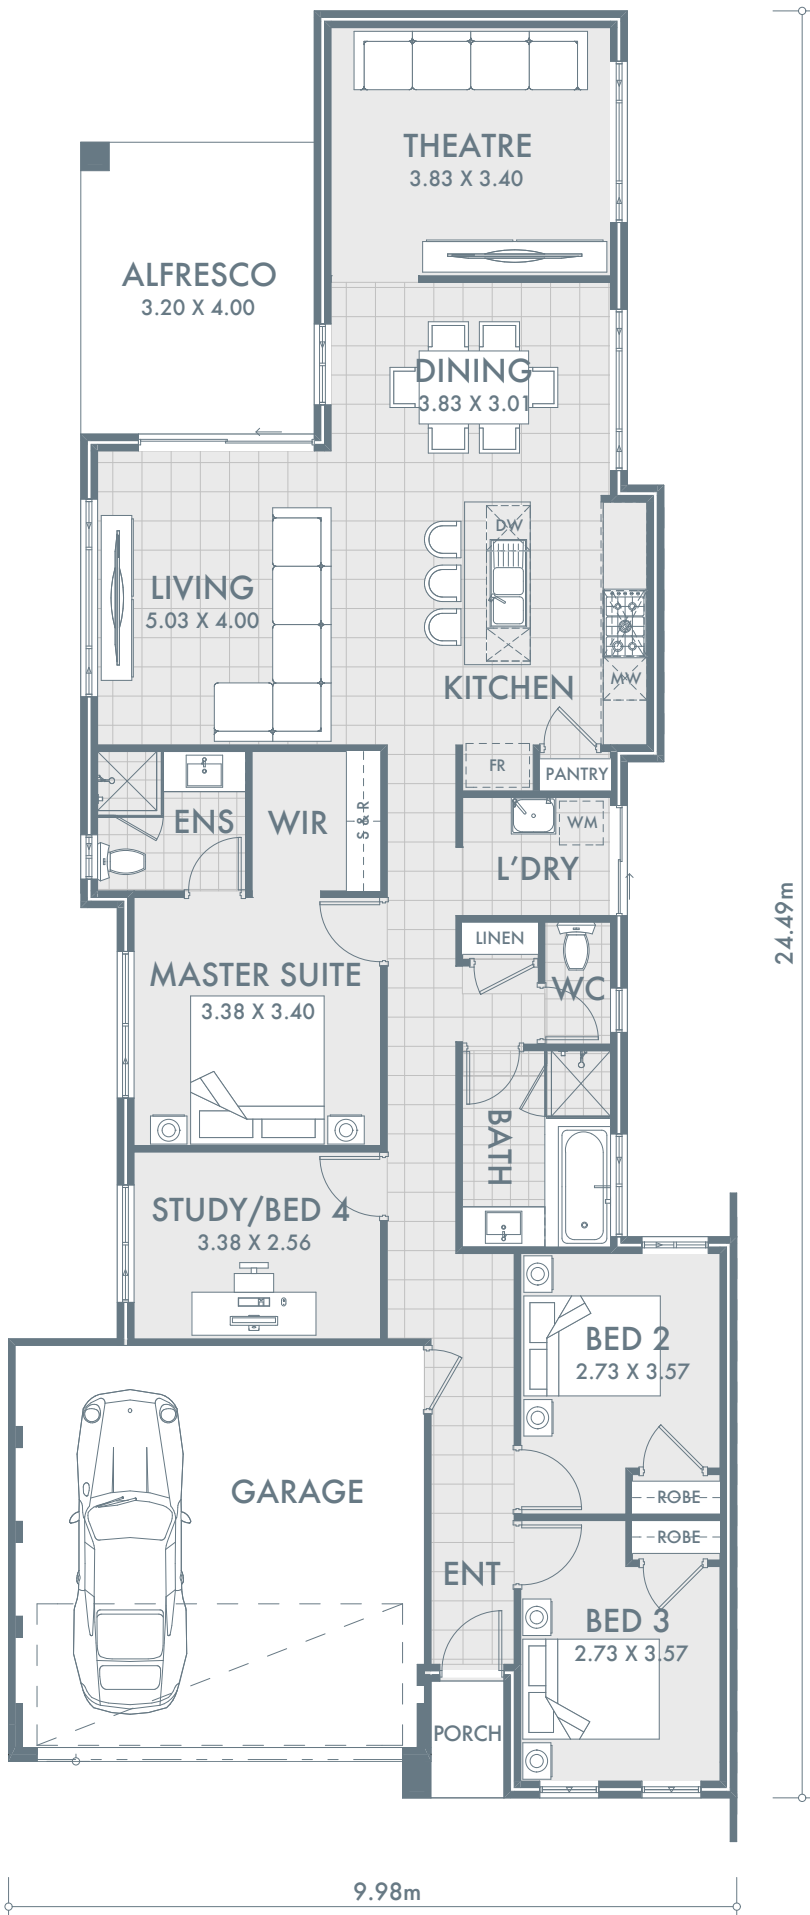 THEATRE
3.83 X 3.40
ALFRESCO
3.20 X 4.00
DINING
3.83 X 3.01
DW
LIVING
5.03 X 4.00
KITCHEN
MW
FR
PANTRY
ENS
WIR
S & R
WM
L'DRY
LINEN
WC
MASTER SUITE
3.38 X 3.40
24.49m
BATH
STUDY/BED 4
3.38 X 2.56
BED 2
2.73 X 3.57
GARAGE
ROBE
ROBE
ENT
BED 3
2.73 X 3.57
PORCH
9.98m